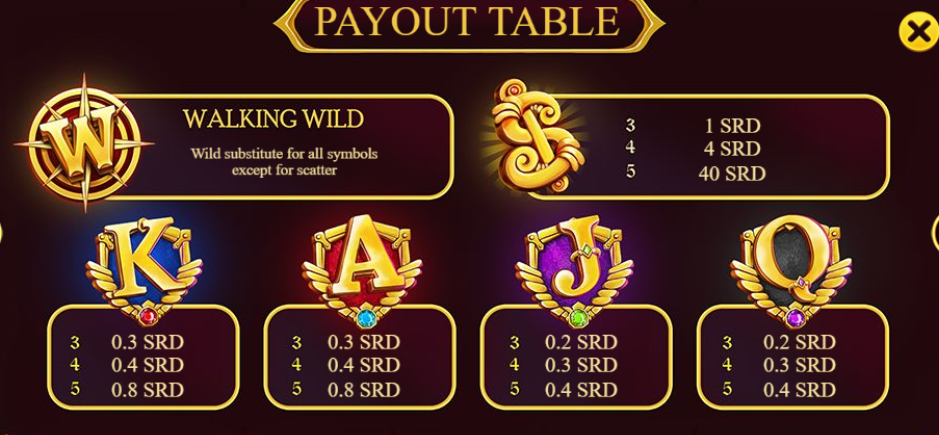 PAYOUT TABLE
W
WALKING WILD
Wild substitute for all symbols
except for scatter
$
3 1 SRD
4 4 SRD
5 40 SRD
K
3 0.3 SRD
4 0.4 SRD
5 0.8 SRD
A
3 0.3 SRD
4 0.4 SRD
5 0.8 SRD
J
3 0.2 SRD
4 0.3 SRD
5 0.4 SRD
Q
3 0.2 SRD
4 0.3 SRD
5 0.4 SRD